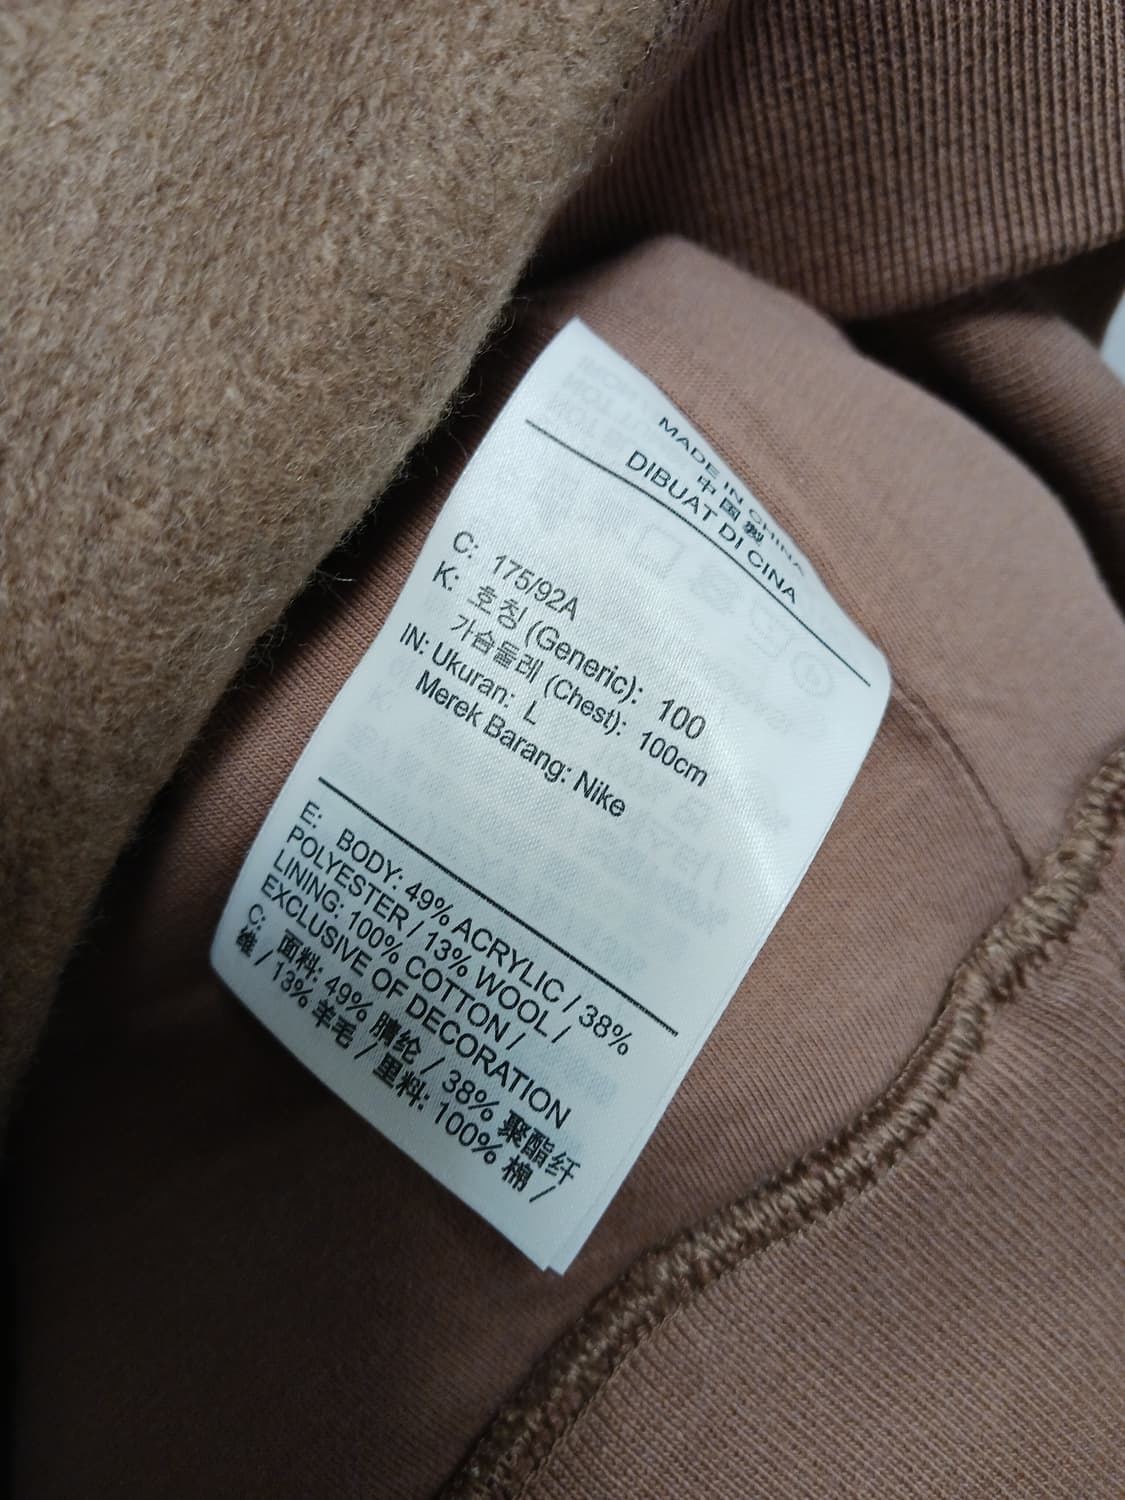 MADE IN CHINA
中国製
DIBUAT DI CINA
C: 175/92A
K: 호칭 (Generic): 100
가슴둘레 (Chest): 100cm
IN: Ukuran: L
Merek Barang: Nike
E: BODY: 49% ACRYLIC / 38%
POLYESTER / 13% WOOL /
LINING: 100% COTTON /
EXCLUSIVE OF DECORATION
C: 面料: 49% 腈纶 / 38% 聚酯纤
维 / 13% 羊毛 / 里料: 100% 棉 /